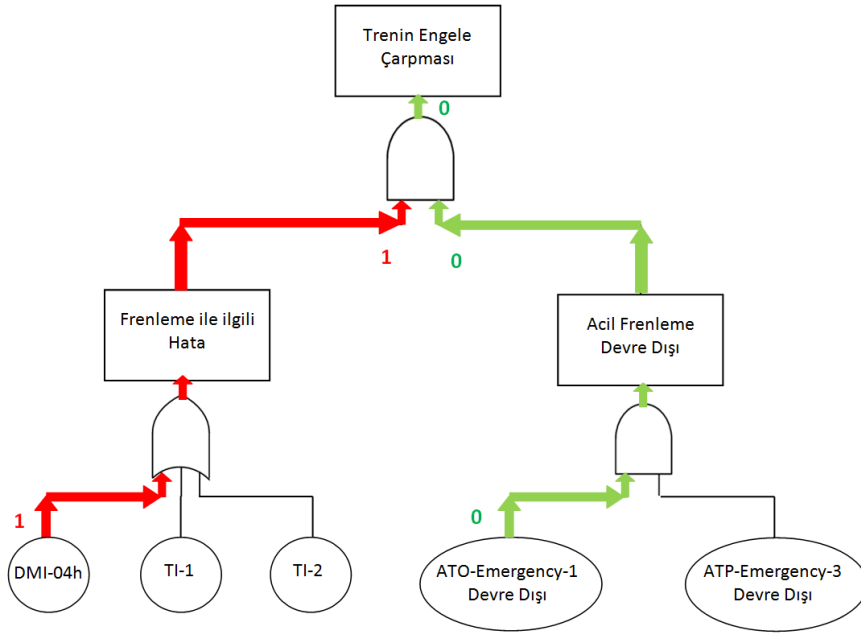 Trenin Engele
Çarpması
0
1
0
Frenleme ile ilgili
Hata
Acil Frenleme
Devre Dışı
1
0
DMI-04h
TI-1
TI-2
ATO-Emergency-1
Devre Dışı
ATP-Emergency-3
Devre Dışı